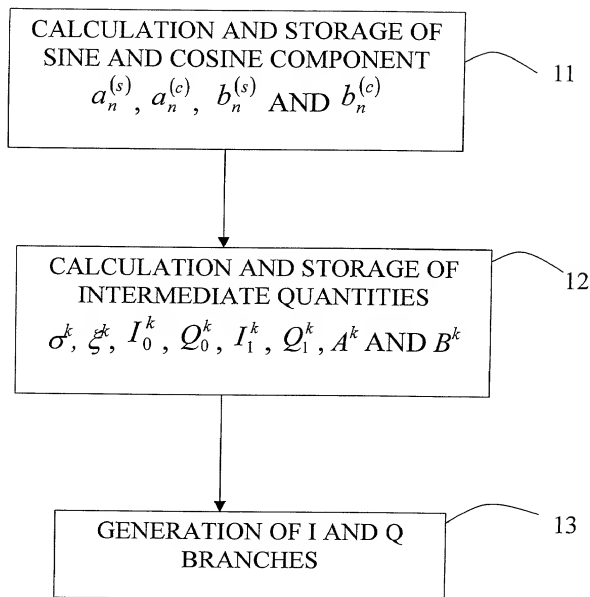 CALCULATION AND STORAGE OF
SINE AND COSINE COMPONENT
a_n^(s), a_n^(c), b_n^(s) AND b_n^(c)
11
CALCULATION AND STORAGE OF
INTERMEDIATE QUANTITIES
σ^k, ξ^k, I_0^k, Q_0^k, I_1^k, Q_1^k, A^k AND B^k
12
GENERATION OF I AND Q
BRANCHES
13